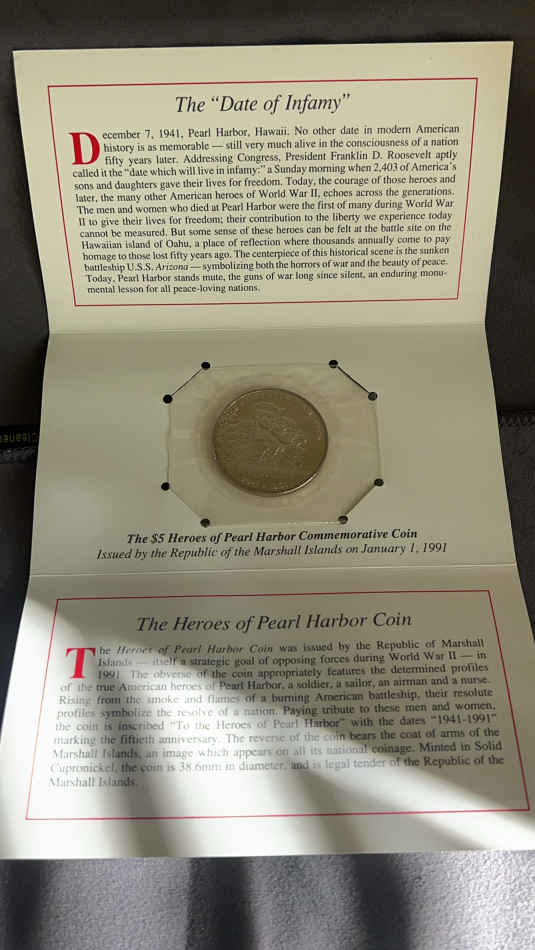 The “Date of Infamy”
December 7, 1941, Pearl Harbor, Hawaii. No other date in modern American
history is as memorable — still very much alive in the consciousness of a nation
fifty years later. Addressing Congress, President Franklin D. Roosevelt aptly
called it the “date which will live in infamy:” a Sunday morning when 2,403 of America’s
sons and daughters gave their lives for freedom. Today, the courage of those heroes and
later, the many other American heroes of World War II, echoes across the generations.
The men and women who died at Pearl Harbor were the first of many during World War
II to give their lives for freedom; their contribution to the liberty we experience today
cannot be measured. But some sense of these heroes can be felt at the battle site on the
Hawaiian island of Oahu, a place of reflection where thousands annually come to pay
homage to those lost fifty years ago. The centerpiece of this historical scene is the sunken
battleship U.S.S. Arizona — symbolizing both the horrors of war and the beauty of peace.
Today, Pearl Harbor stands mute, the guns of war long since silent, an enduring monu-
mental lesson for all peace-loving nations.
Cleaner
The $5 Heroes of Pearl Harbor Commemorative Coin
Issued by the Republic of the Marshall Islands on January 1, 1991
The Heroes of Pearl Harbor Coin
The Heroes of Pearl Harbor Coin was issued by the Republic of Marshall
Islands — itself a strategic goal of opposing forces during World War II — in
1991. The obverse of the coin appropriately features the determined profiles
of the true American heroes of Pearl Harbor, a soldier, a sailor, an airman and a nurse.
Rising from the smoke and flames of a burning American battleship, their resolute
profiles symbolize the resolve of a nation. Paying tribute to these men and women,
the coin is inscribed “To the Heroes of Pearl Harbor” with the dates “1941-1991”
marking the fiftieth anniversary. The reverse of the coin bears the coat of arms of the
Marshall Islands, an image which appears on all its national coinage. Minted in Solid
Cupronickel, the coin is 38.6mm in diameter, and is legal tender of the Republic of the
Marshall Islands.